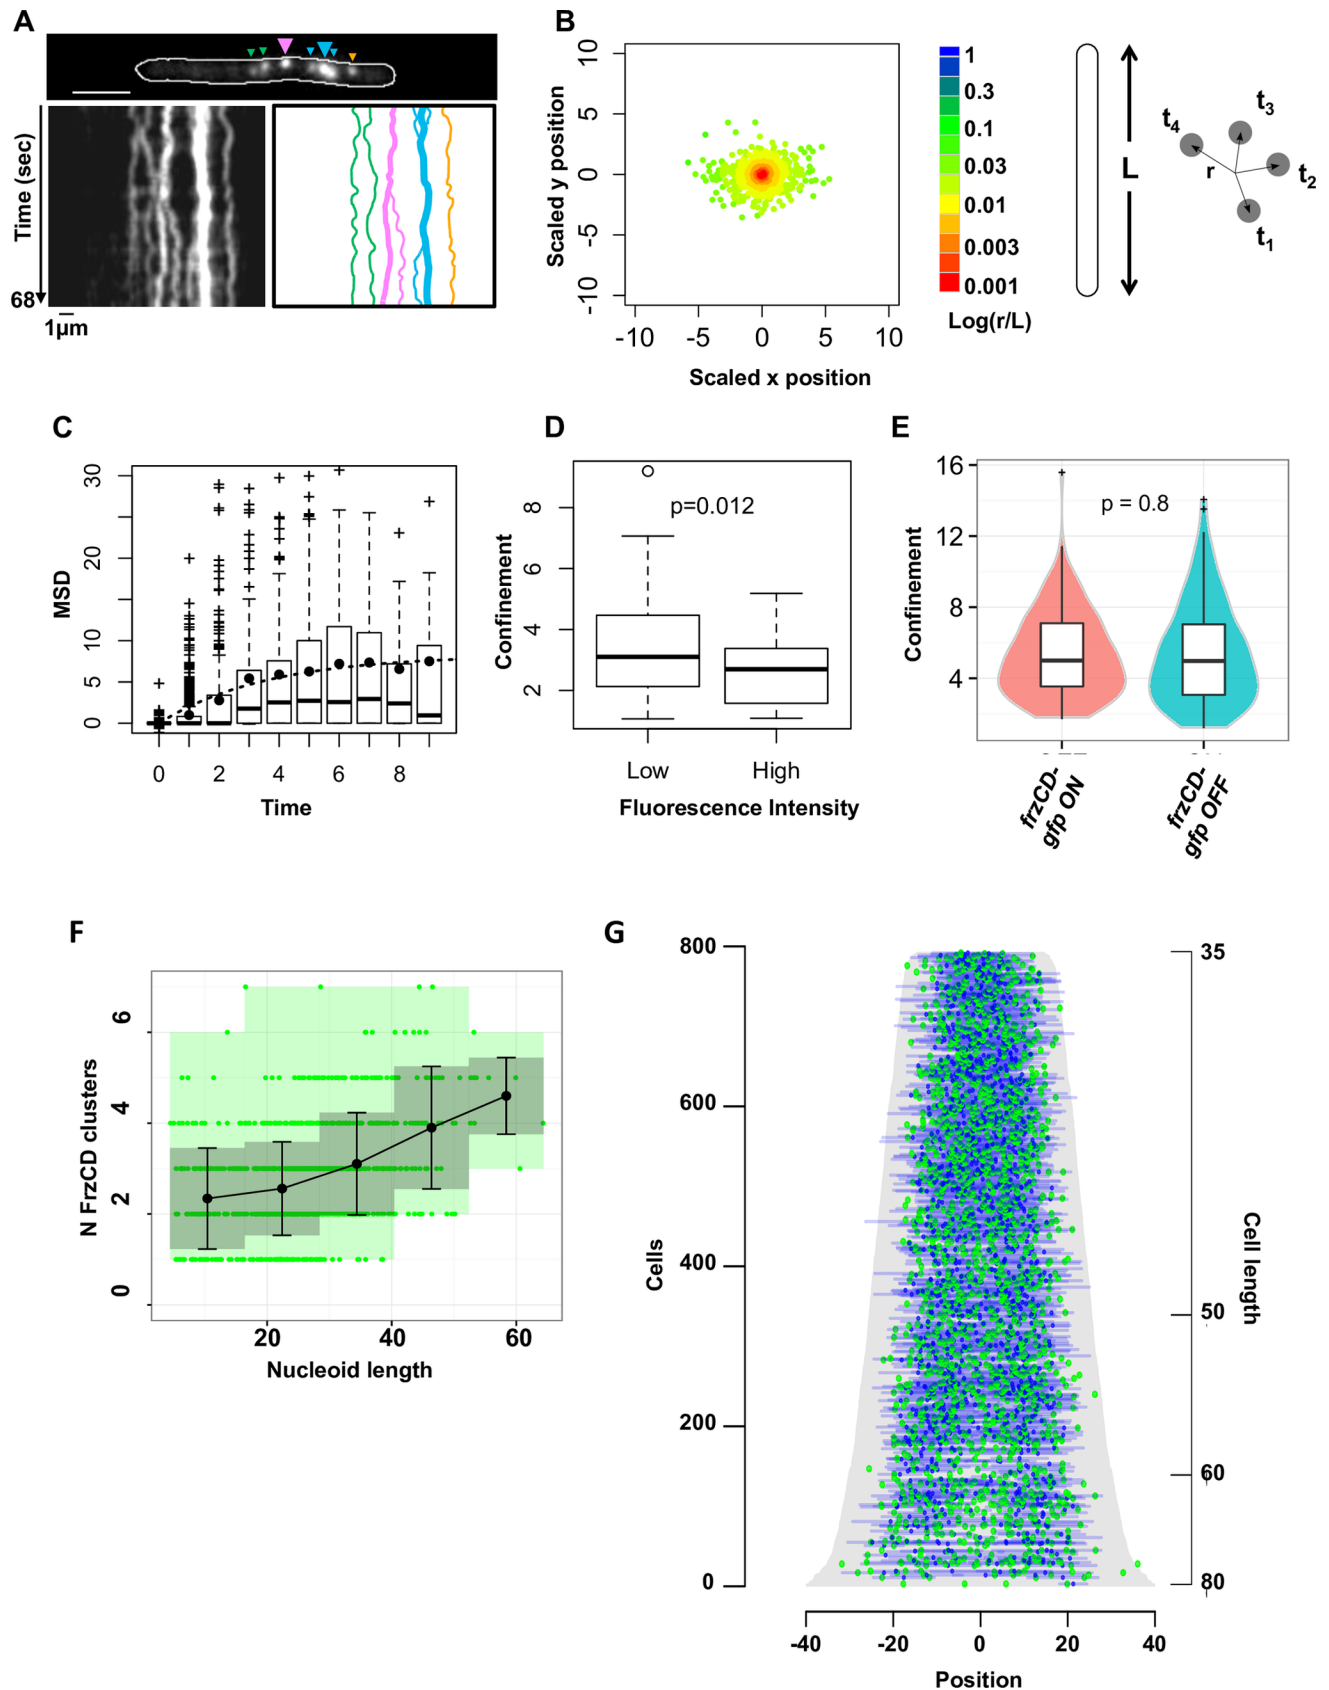 A
Time (sec)
68
1µm
B
Scaled y position
10
5
0
-5
-10
-10 -5 0 5 10
Scaled x position
1
0.3
0.1
0.03
0.01
0.003
0.001
Log(r/L)
L
t4
t3
r
t2
t1
C
MSD
30
20
10
5
0
0 2 4 6 8
Time
D
Confinement
8
6
4
2
p=0.012
Low High
Fluorescence Intensity
E
Confinement
16
12
8
4
p = 0.8
frzCD-
gfp ON
frzCD-
gfp OFF
F
N FrzCD clusters
6
4
2
0
20 40 60
Nucleoid length
G
Cells
800
600
400
200
0
35
50
60
80
Cell length
-40 -20 0 20 40
Position